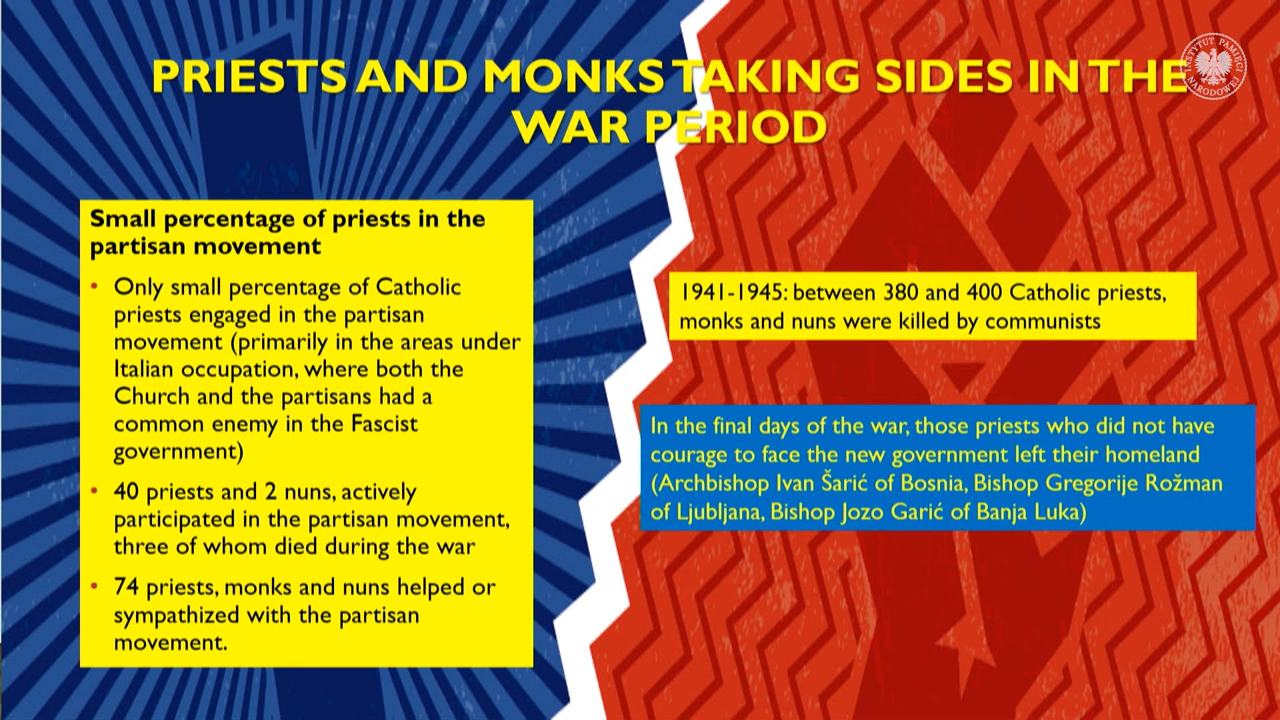 PRIESTS AND MONKS TAKING SIDES IN THE
WAR PERIOD
INSTYTUT PAMIĘCI
NARODOWEJ
Small percentage of priests in the
partisan movement
• Only small percentage of Catholic
priests engaged in the partisan
movement (primarily in the areas under
Italian occupation, where both the
Church and the partisans had a
common enemy in the Fascist
government)
• 40 priests and 2 nuns, actively
participated in the partisan movement,
three of whom died during the war
• 74 priests, monks and nuns helped or
sympathized with the partisan
movement.
1941-1945: between 380 and 400 Catholic priests,
monks and nuns were killed by communists
In the final days of the war, those priests who did not have
courage to face the new government left their homeland
(Archbishop Ivan Šarić of Bosnia, Bishop Gregorije Rožman
of Ljubljana, Bishop Jozo Garić of Banja Luka)